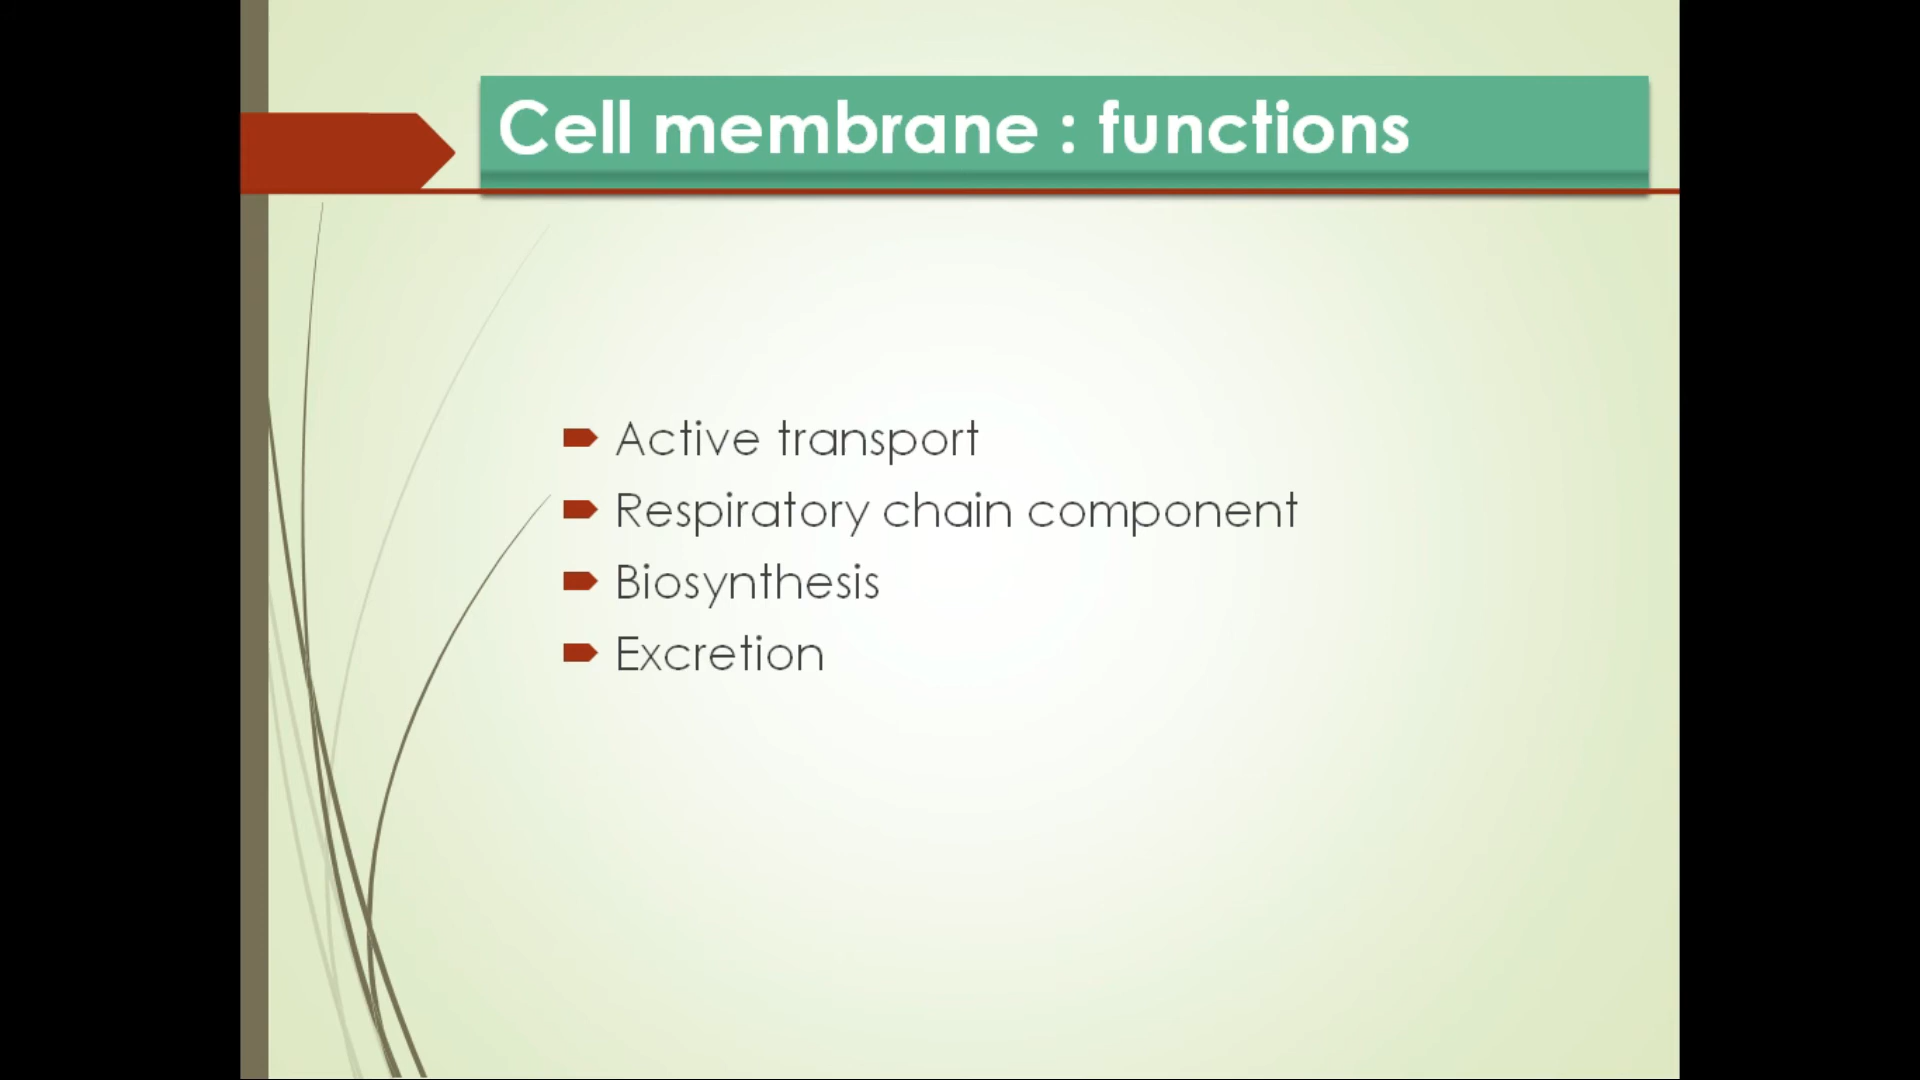 Cell membrane : functions
Active transport
Respiratory chain component
Biosynthesis
Excretion